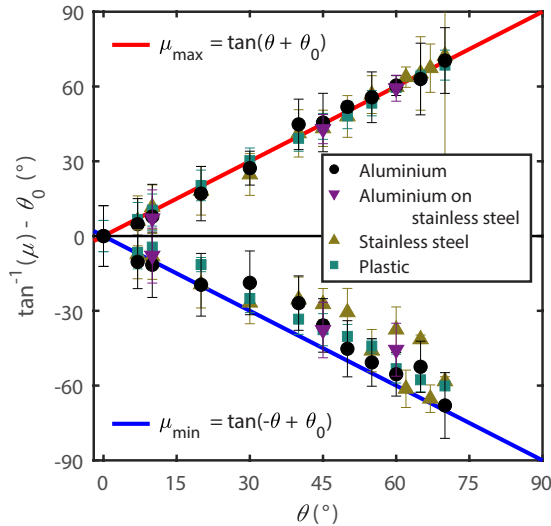 90
μmax = tan(θ + θ0)
60
30
Aluminium
Aluminium on
stainless steel
Stainless steel
Plastic
0
tan-1(μ) - θ0 (°)
-30
-60
μmin = tan(-θ + θ0)
-90
0 15 30 45 60 75 90
θ (°)